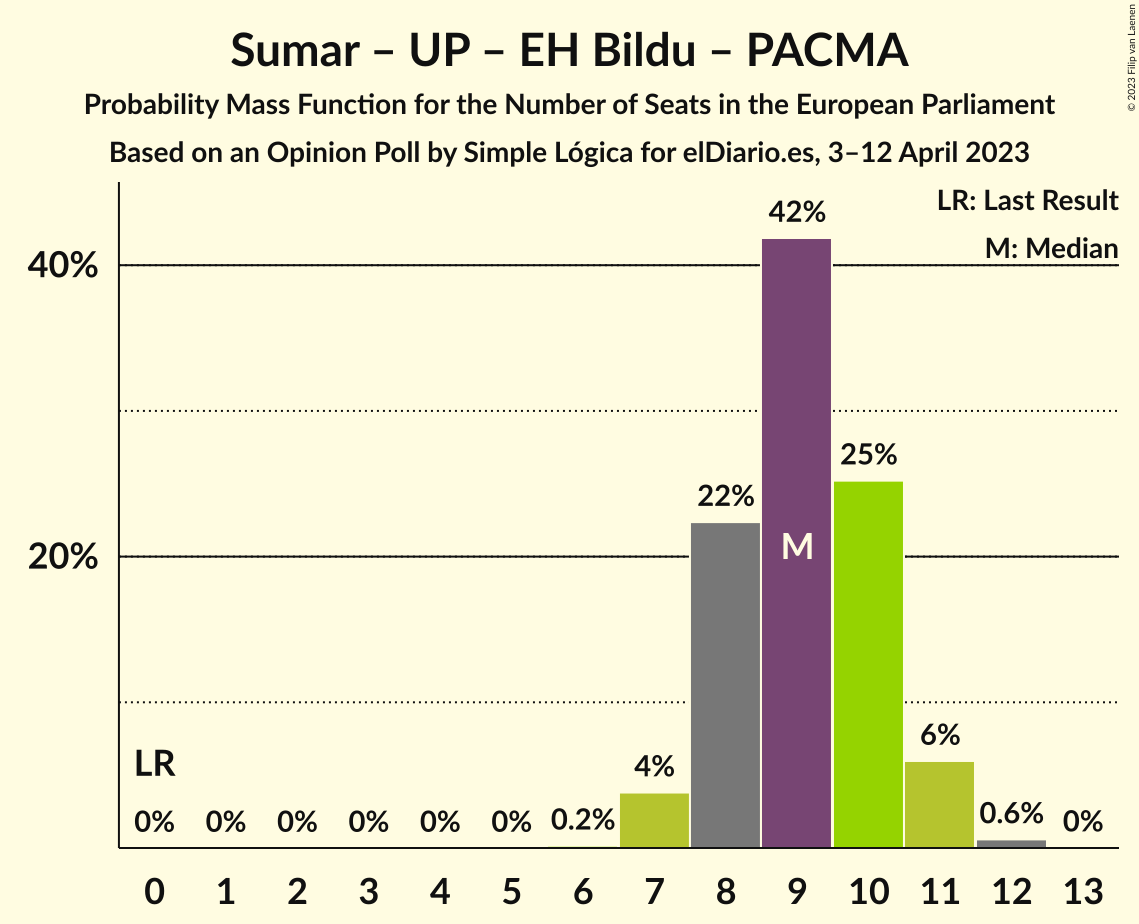 Sumar – UP – EH Bildu – PACMA
Probability Mass Function for the Number of Seats in the European Parliament
Based on an Opinion Poll by Simple Lógica for elDiario.es, 3–12 April 2023
© 2023 Filip van Laenen
LR: Last Result
M: Median
42%
40%
25%
22%
M
20%
6%
LR
4%
0% 0% 0% 0% 0% 0% 0.2% 0.6% 0%
0 1 2 3 4 5 6 7 8 9 10 11 12 13